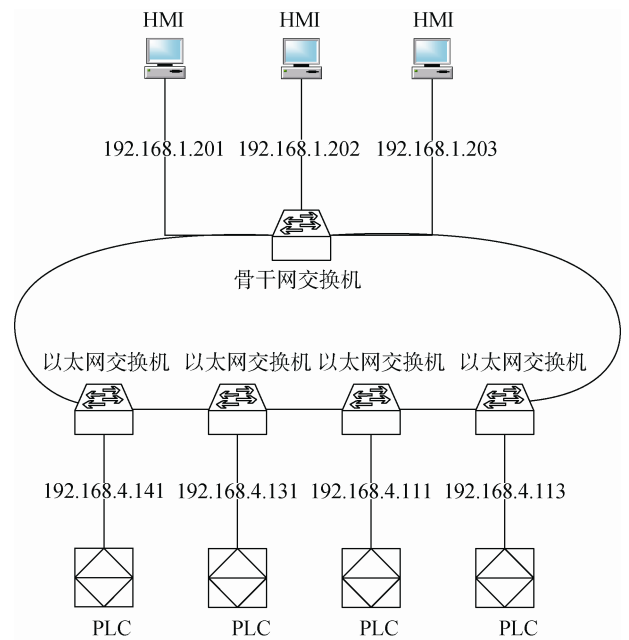 HMI HMI HMI
192.168.1.201 192.168.1.202 192.168.1.203
骨干网交换机
以太网交换机 以太网交换机 以太网交换机 以太网交换机
192.168.4.141 192.168.4.131 192.168.4.111 192.168.4.113
PLC PLC PLC PLC